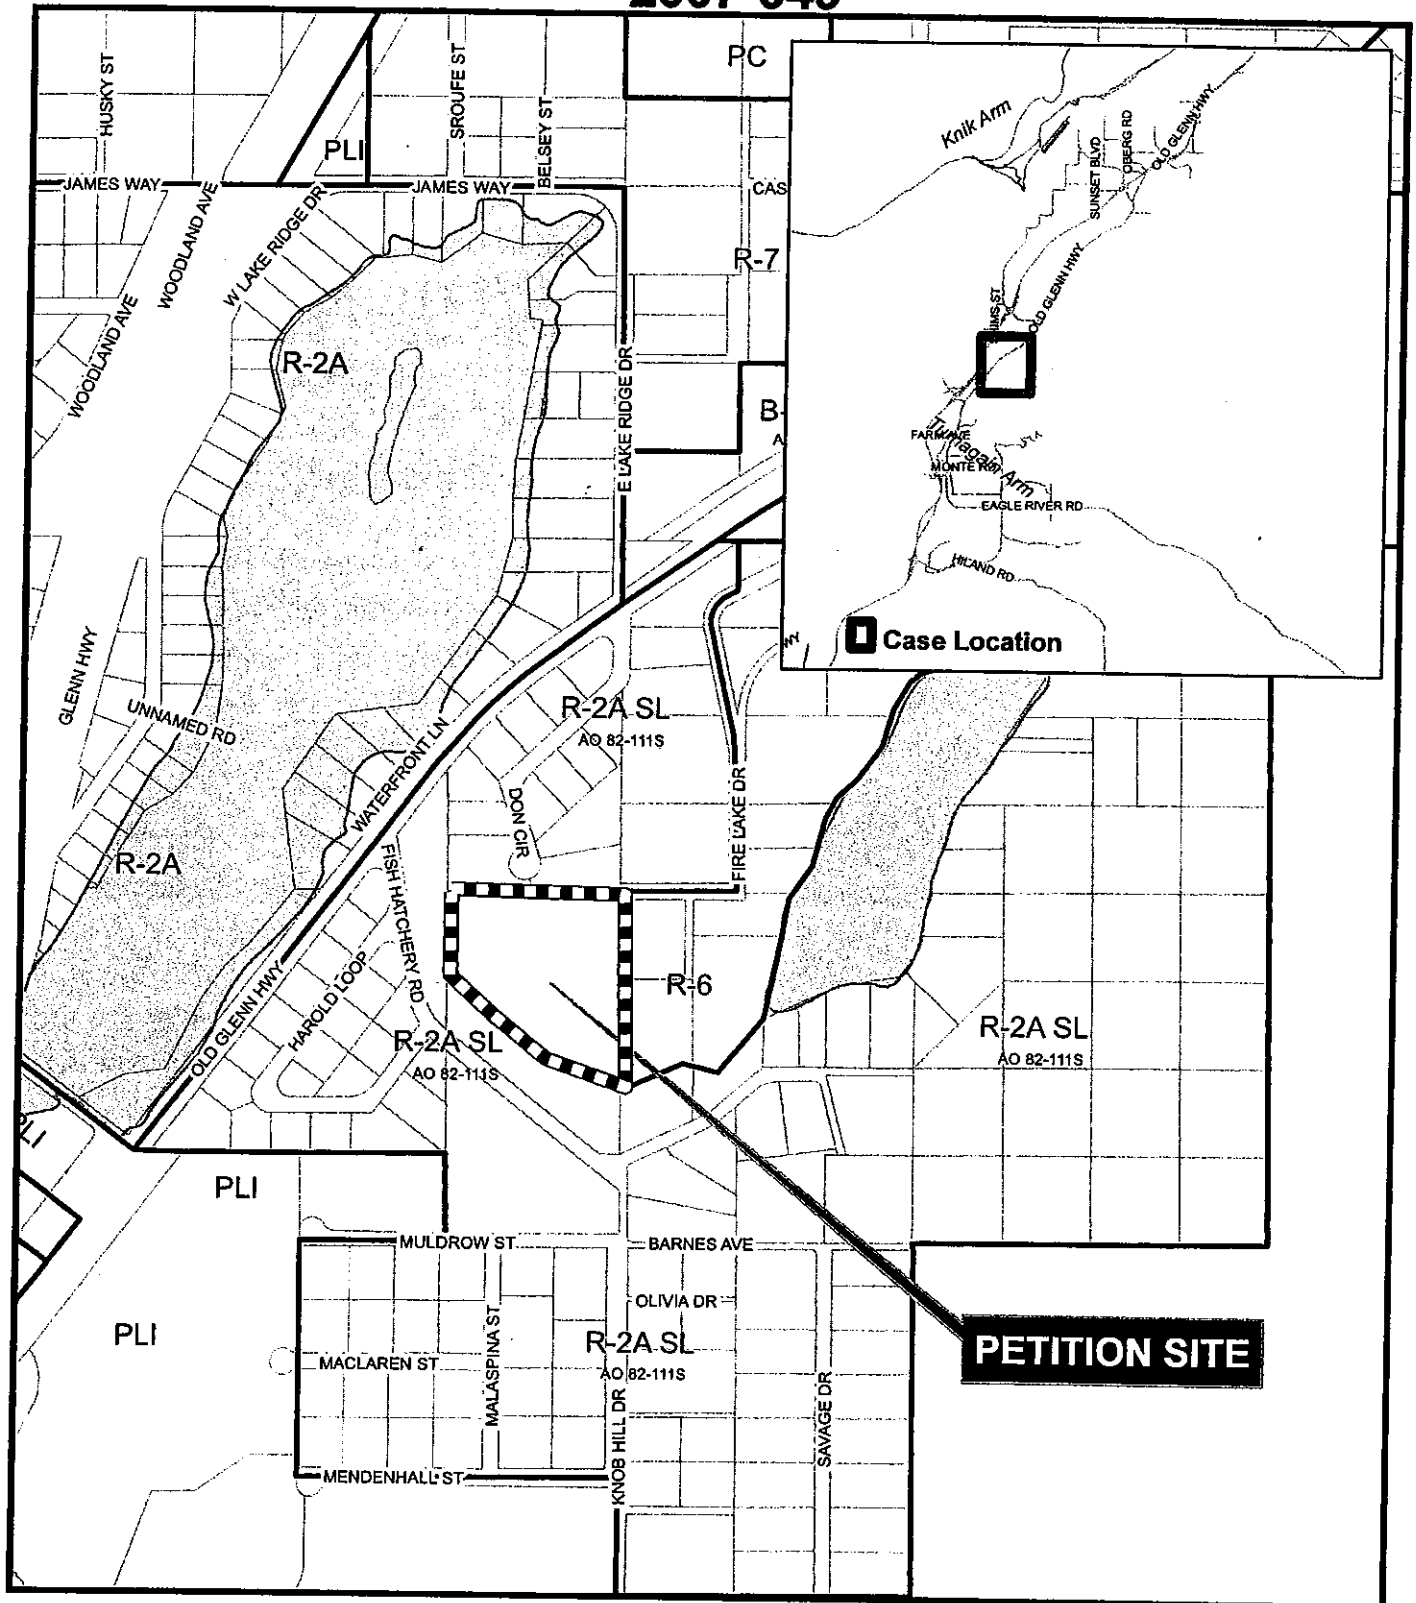 PC
HUSKY ST
SROUFE ST
BELSEY ST
PLI
JAMES WAY
JAMES WAY
CAS
WOODLAND AVE
W LAKE RIDGE DR
R-7
WOODLAND AVE
R-2A
E LAKE RIDGE DR
B-
A
Knik Arm
SUNSET BLVD
OBERG RD
OLD GLENN HWY
OLD GLENN HWY
FARM AVE
Turnagain Arm
MONTE RD
EAGLE RIVER RD
HILAND RD
Case Location
GLENN HWY
UNNAMED RD
R-2A SL
AO 82-111S
WATERFRONT LN
DON CIR
FIRE LAKE DR
R-2A
FISH HATCHERY RD
OLD GLENN HWY
HAROLD LOOP
R-6
R-2A SL
AO 82-111S
R-2A SL
AO 82-111S
PLI
PLI
MULDROW ST
BARNES AVE
OLIVIA DR
PLI
MACLAREN ST
MALASPINA ST
R-2A SL
AO 82-111S
KNOB HILL DR
SAVAGE DR
MENDENHALL ST
PETITION SITE